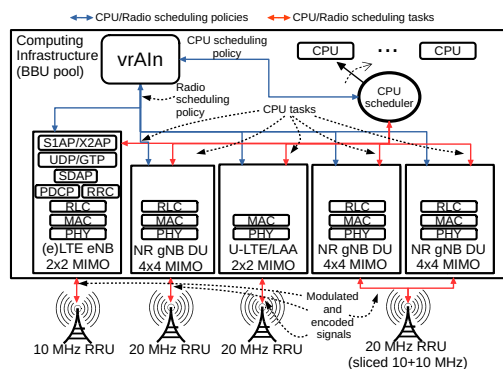 CPU/Radio scheduling policies
CPU/Radio scheduling tasks
Computing
Infrastructure
(BBU pool)
vrAIn
CPU scheduling
policy
CPU
...
CPU
CPU
scheduler
Radio
scheduling
policy
CPU tasks
S1AP/X2AP
UDP/GTP
SDAP
PDCP
RRC
RLC
MAC
PHY
(e)LTE eNB
2x2 MIMO
RLC
MAC
PHY
NR gNB DU
4x4 MIMO
MAC
PHY
U-LTE/LAA
2x2 MIMO
RLC
MAC
PHY
NR gNB DU
4x4 MIMO
RLC
MAC
PHY
NR gNB DU
4x4 MIMO
Modulated
and
encoded
signals
10 MHz RRU
20 MHz RRU
20 MHz RRU
20 MHz RRU
(sliced 10+10 MHz)